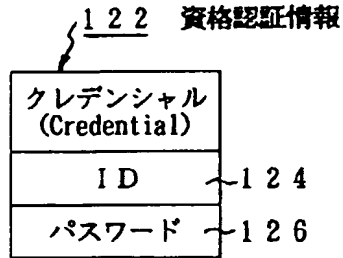 １２２ 資格認証情報
クレデンシャル
(Credential)
ＩＤ １２４
パスワード １２６